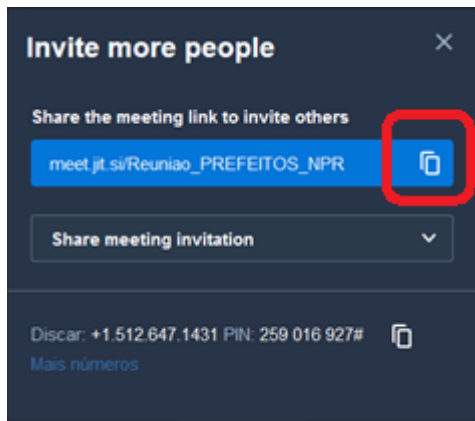 Invite more people
Share the meeting link to invite others
meet.jit.si/Reuniao_PREFEITOS_NPR
Share meeting invitation
Discar: +1.512.647.1431 PIN: 259 016 927#
Mais números